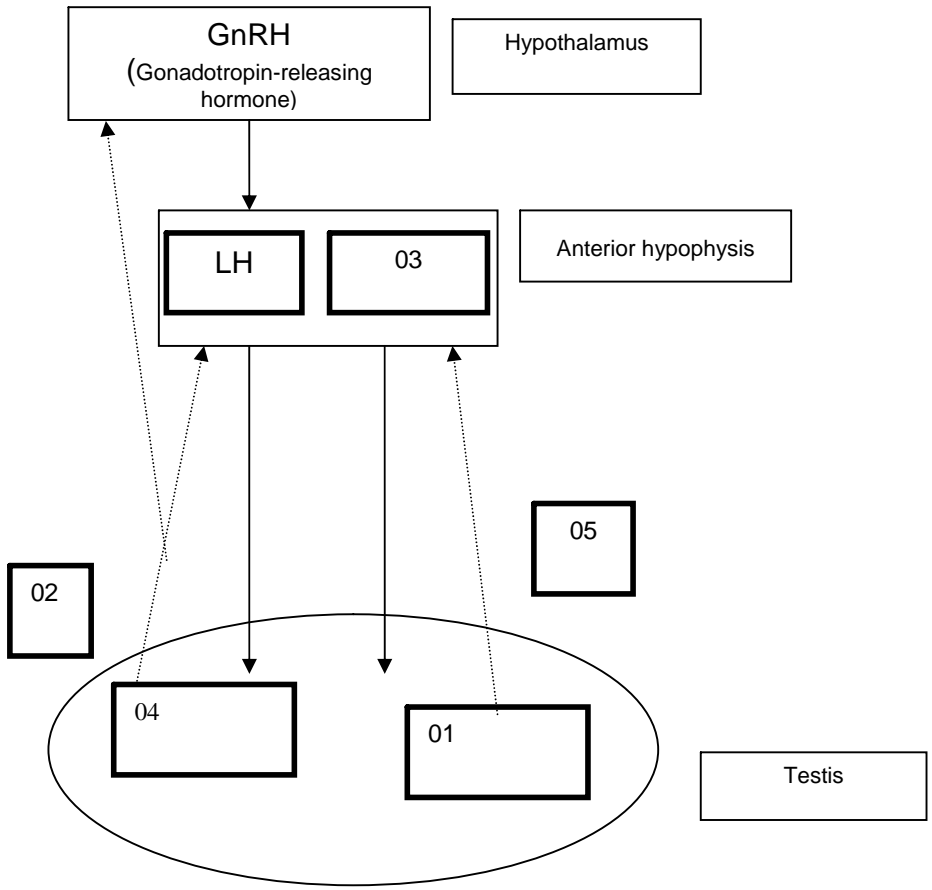 GnRH
(Gonadotropin-releasing
hormone)
Hypothalamus
LH
03
Anterior hypophysis
05
02
04
01
Testis